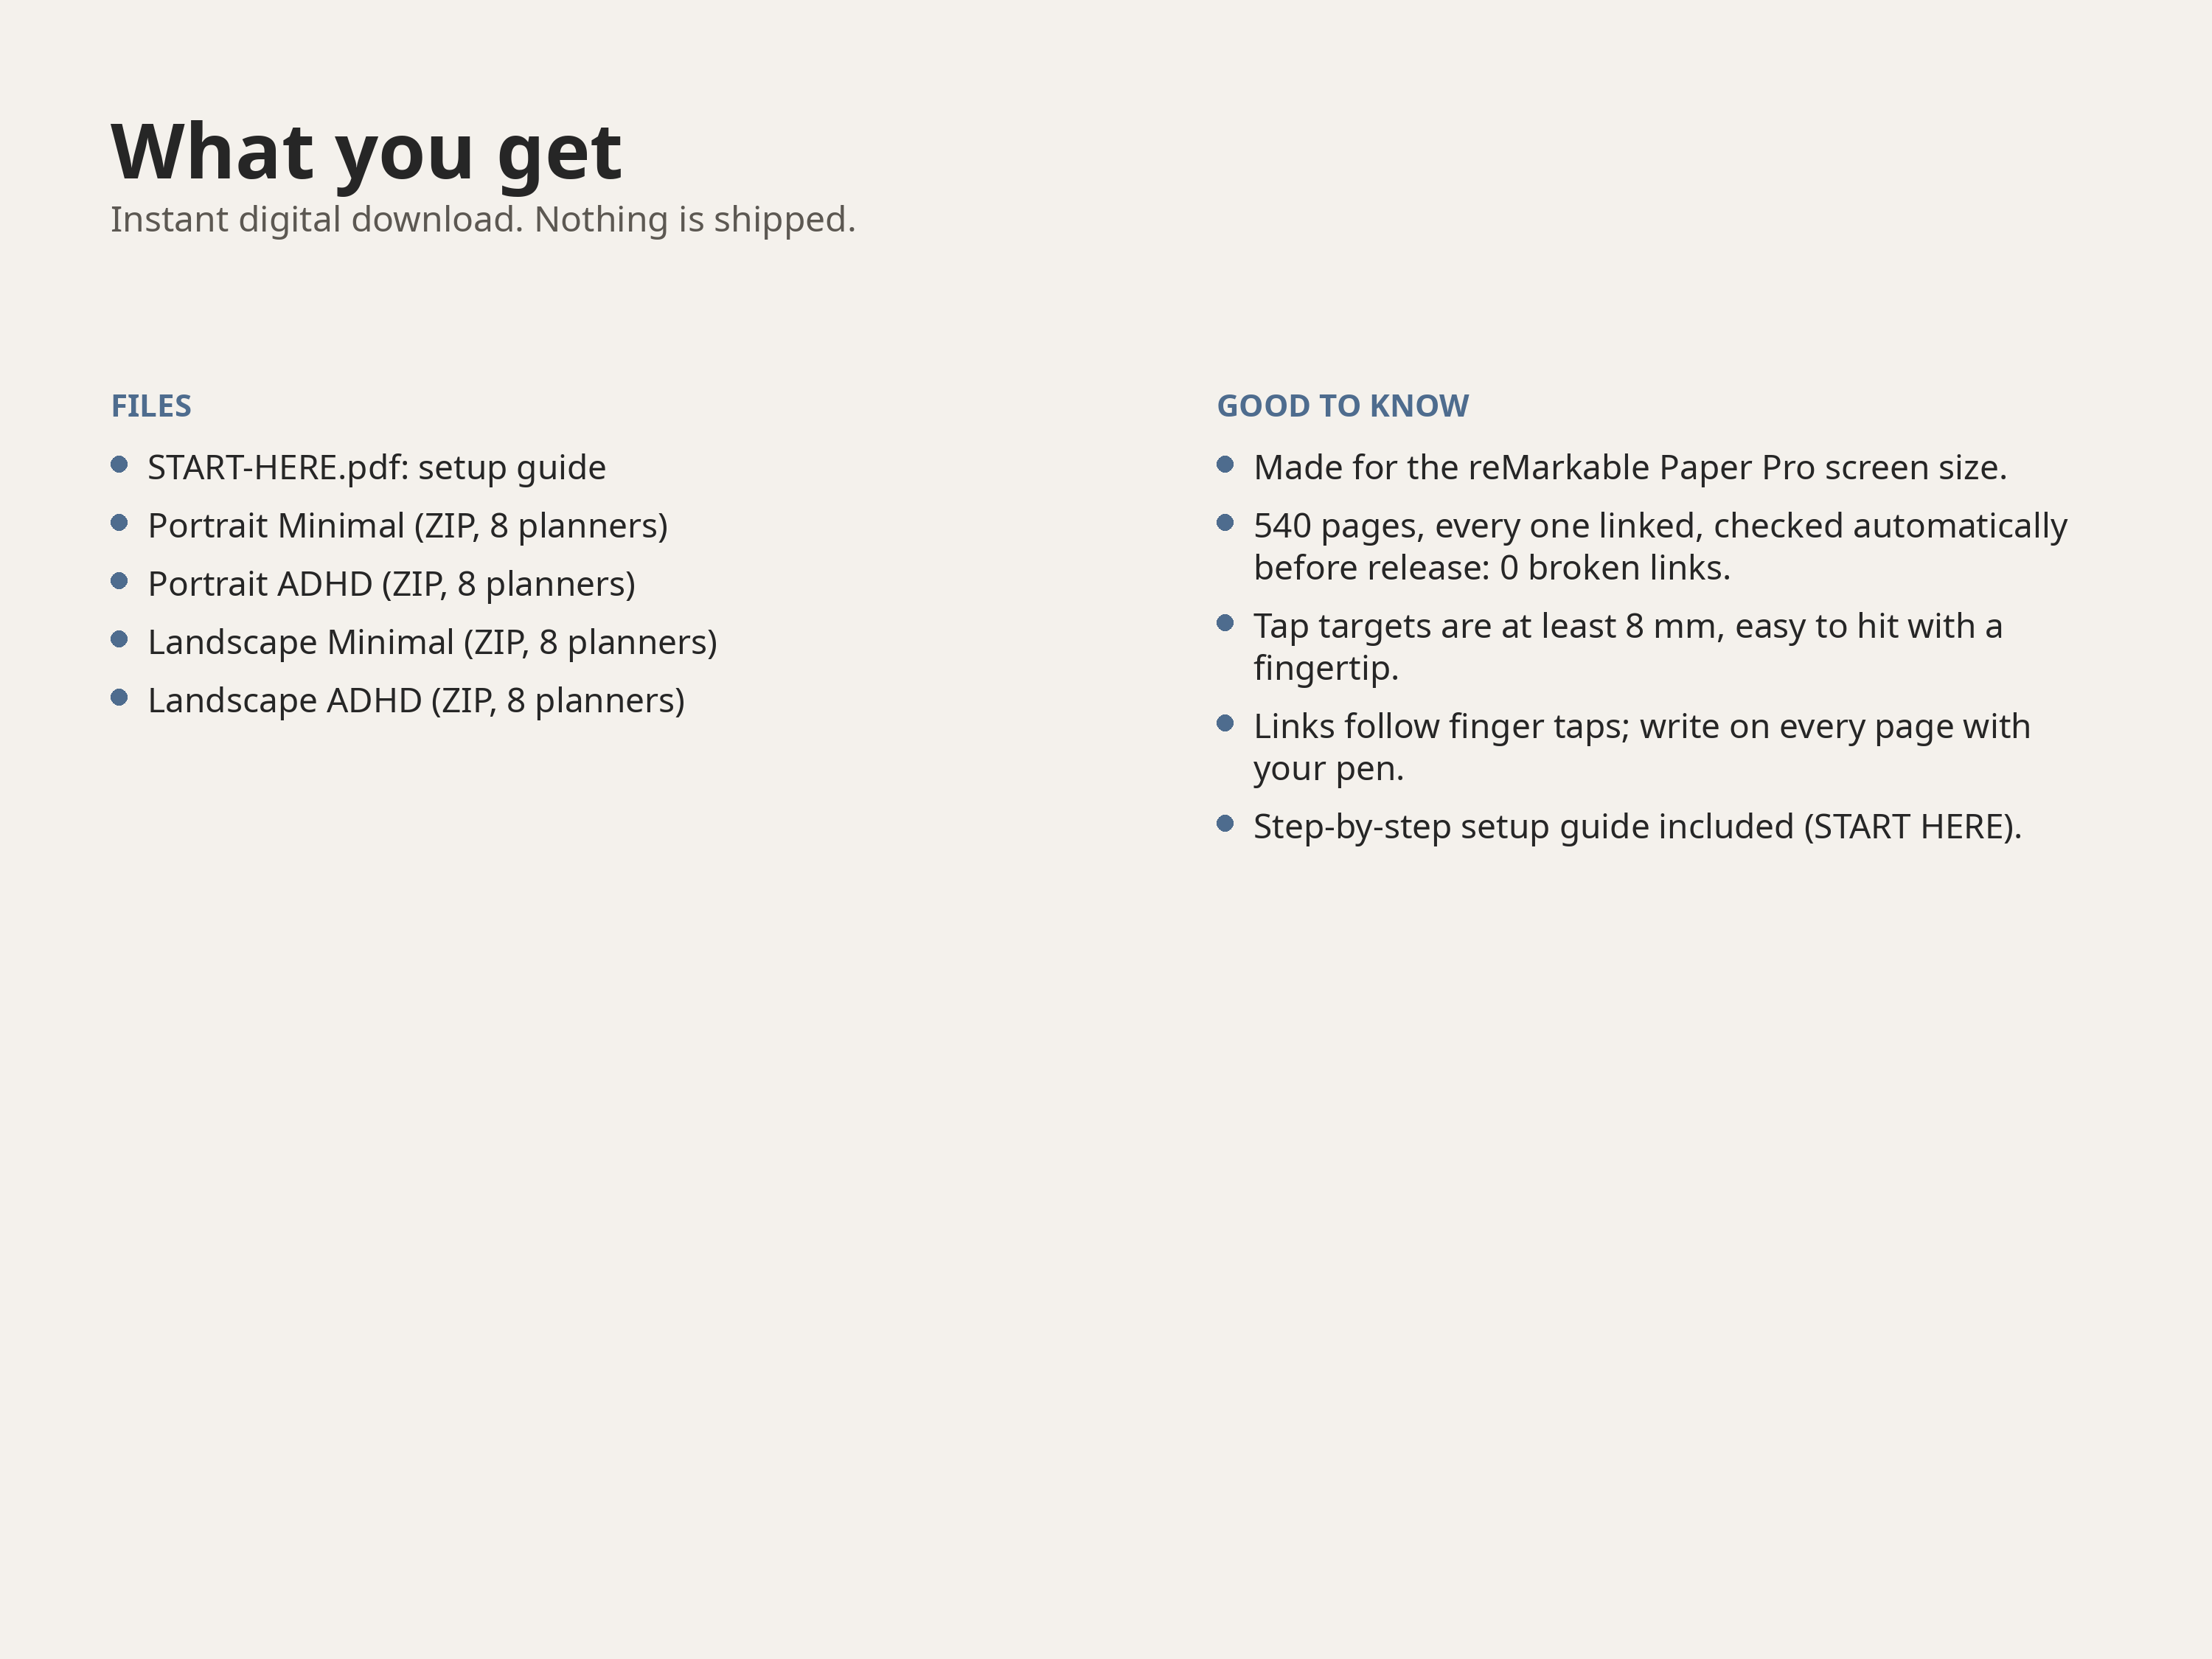 What you get
Instant digital download. Nothing is shipped.
FILES
START-HERE.pdf: setup guide
Portrait Minimal (ZIP, 8 planners)
Portrait ADHD (ZIP, 8 planners)
Landscape Minimal (ZIP, 8 planners)
Landscape ADHD (ZIP, 8 planners)
GOOD TO KNOW
Made for the reMarkable Paper Pro screen size.
540 pages, every one linked, checked automatically
before release: 0 broken links.
Tap targets are at least 8 mm, easy to hit with a
fingertip.
Links follow finger taps; write on every page with
your pen.
Step-by-step setup guide included (START HERE).